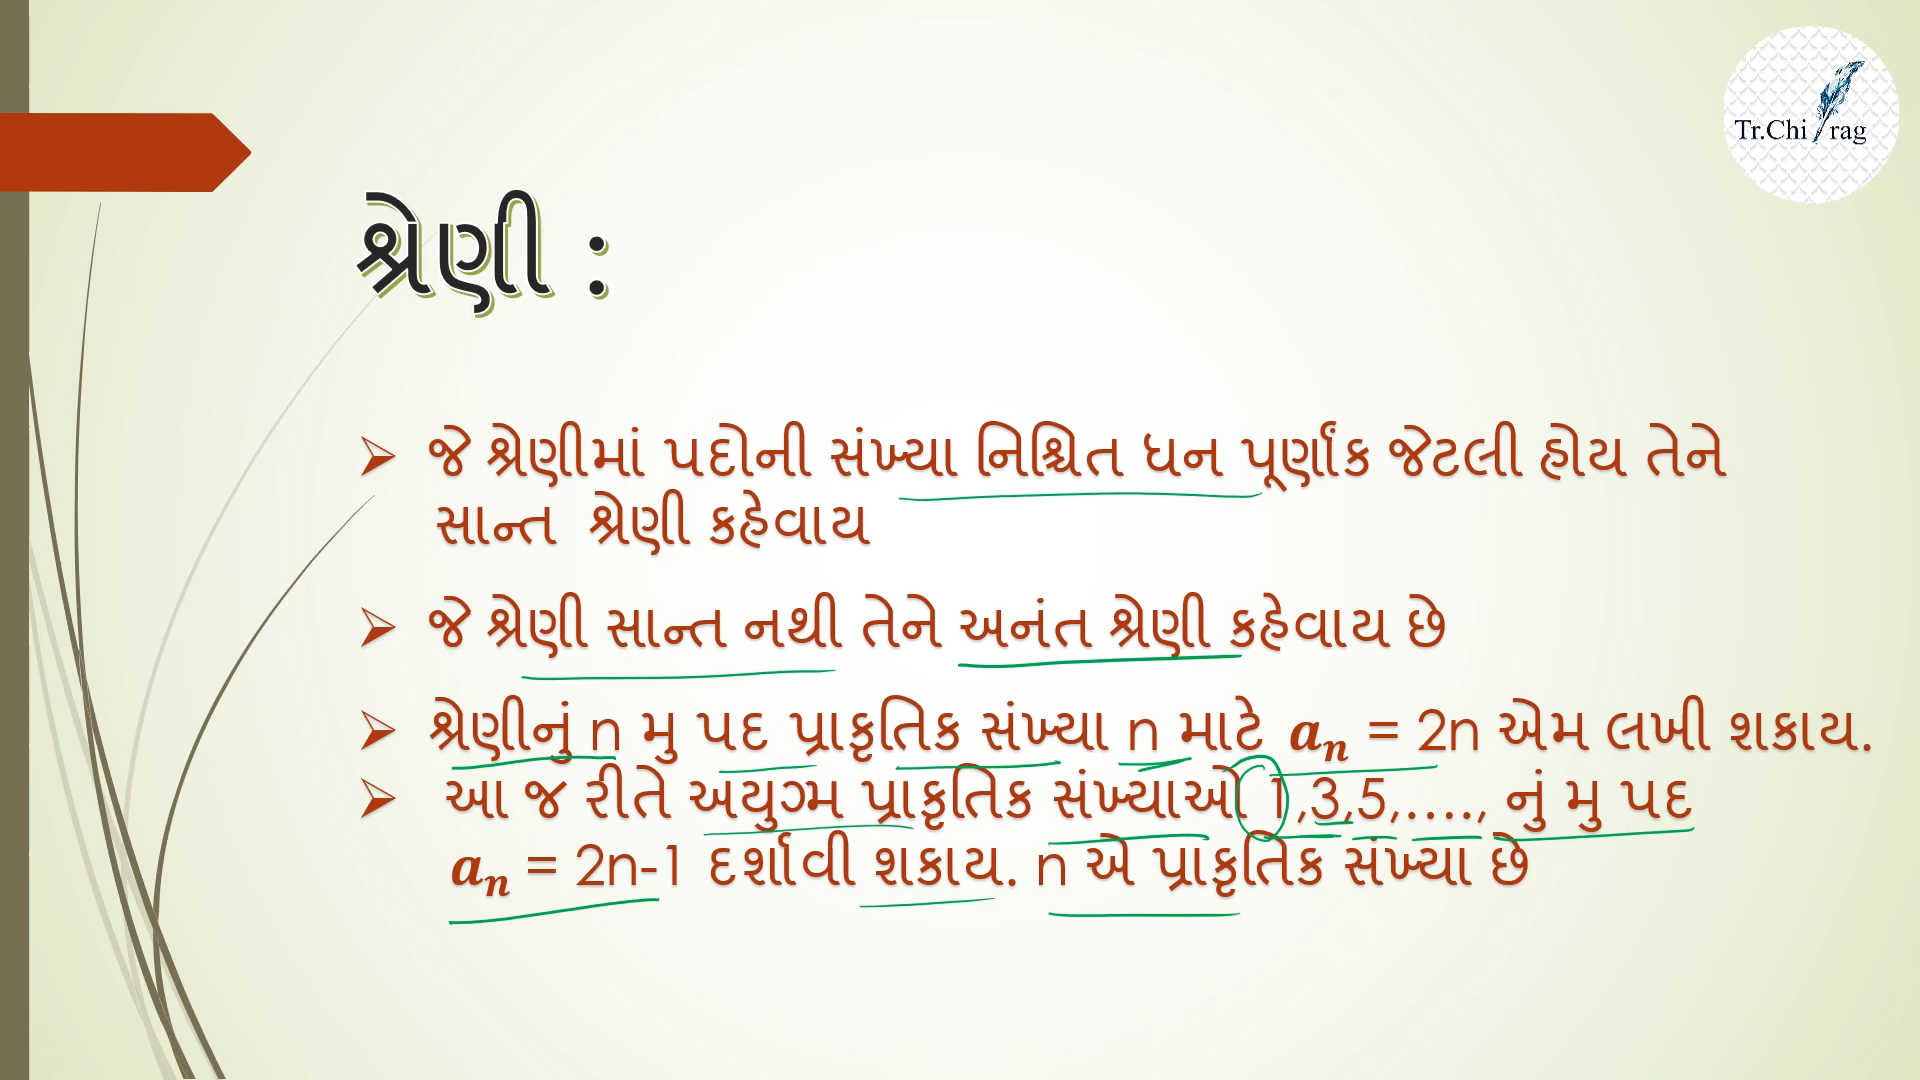 Tr.Chirag
શ્રેણી :
➢ જે શ્રેણીમાં પદોની સંખ્યા નિશ્ચિત ધન પૂર્ણાંક જેટલી હોય તેને
સાન્ત શ્રેણી કહેવાય
➢ જે શ્રેણી સાન્ત નથી તેને અનંત શ્રેણી કહેવાય છે
➢ શ્રેણીનું n મુ પદ પ્રાકૃતિક સંખ્યા n માટે aₙ = 2n એમ લખી શકાય.
➢ આ જ રીતે અયુગ્મ પ્રાકૃતિક સંખ્યાઓ 1,3,5,...., નું મુ પદ
aₙ = 2n-1 દર્શાવી શકાય. n એ પ્રાકૃતિક સંખ્યા છે